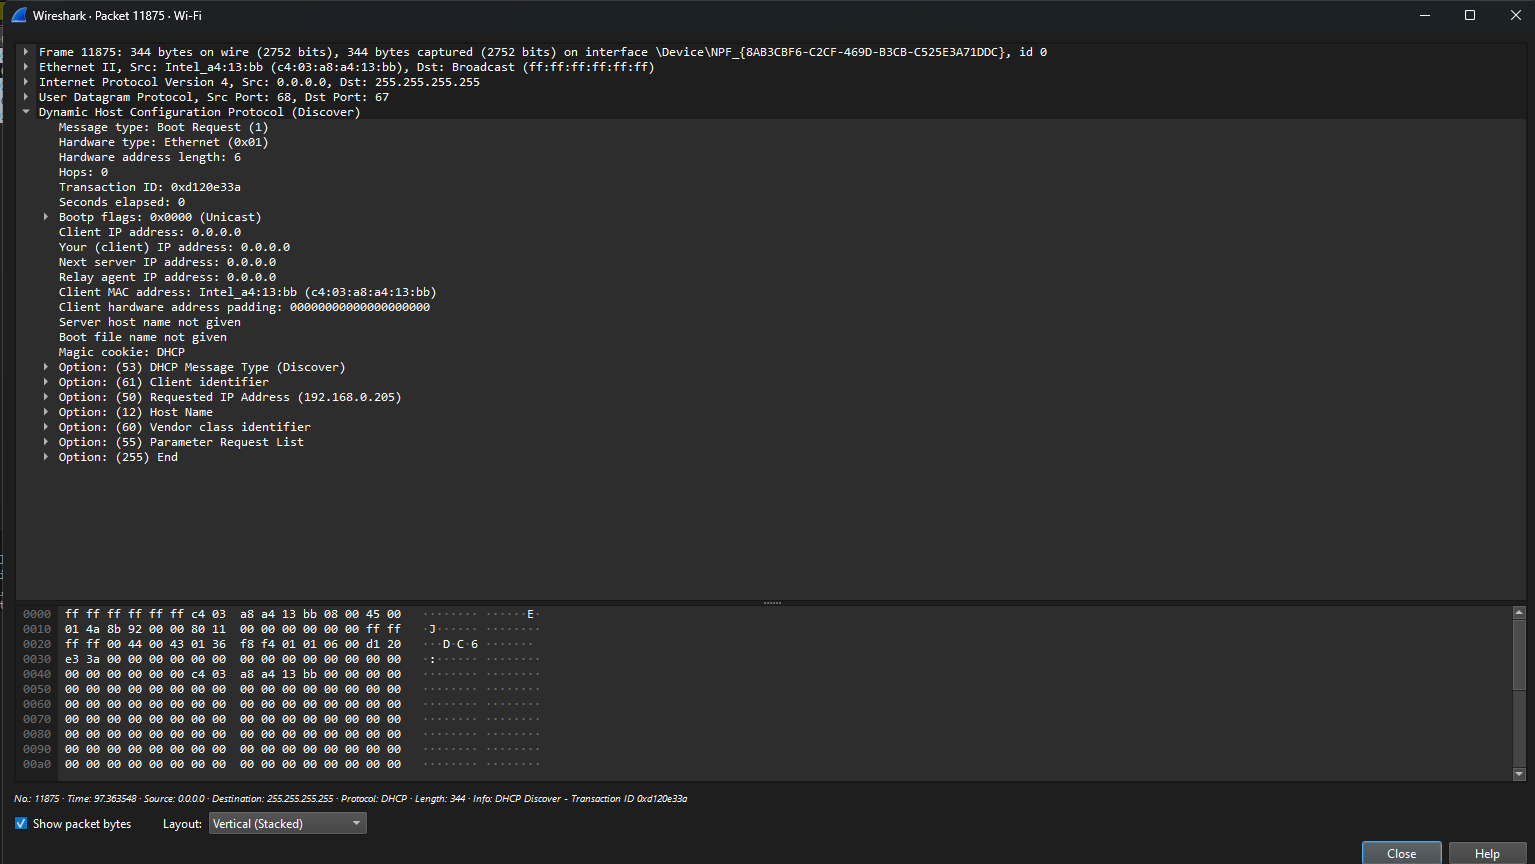 Wireshark · Packet 11875 · Wi-Fi
Frame 11875: 344 bytes on wire (2752 bits), 344 bytes captured (2752 bits) on interface \Device\NPF_{8AB3CBF6-C2CF-469D-B3CB-C525E3A71DDC}, id 0
Ethernet II, Src: Intel_a4:13:bb (c4:03:a8:a4:13:bb), Dst: Broadcast (ff:ff:ff:ff:ff:ff)
Internet Protocol Version 4, Src: 0.0.0.0, Dst: 255.255.255.255
User Datagram Protocol, Src Port: 68, Dst Port: 67
Dynamic Host Configuration Protocol (Discover)
Message type: Boot Request (1)
Hardware type: Ethernet (0x01)
Hardware address length: 6
Hops: 0
Transaction ID: 0xd120e33a
Seconds elapsed: 0
Bootp flags: 0x0000 (Unicast)
Client IP address: 0.0.0.0
Your (client) IP address: 0.0.0.0
Next server IP address: 0.0.0.0
Relay agent IP address: 0.0.0.0
Client MAC address: Intel_a4:13:bb (c4:03:a8:a4:13:bb)
Client hardware address padding: 00000000000000000000
Server host name not given
Boot file name not given
Magic cookie: DHCP
Option: (53) DHCP Message Type (Discover)
Option: (61) Client identifier
Option: (50) Requested IP Address (192.168.0.205)
Option: (12) Host Name
Option: (60) Vendor class identifier
Option: (55) Parameter Request List
Option: (255) End
0000 ff ff ff ff ff ff c4 03 a8 a4 13 bb 08 00 45 00 ········ ······E·
0010 01 4a 8b 92 00 00 80 11 00 00 00 00 00 00 ff ff ·J······ ········
0020 ff ff 00 44 00 43 01 36 f8 f4 01 01 06 00 d1 20 ···D·C·6 ·······
0030 e3 3a 00 00 00 00 00 00 00 00 00 00 00 00 00 00 ·:······ ········
0040 00 00 00 00 00 00 c4 03 a8 a4 13 bb 00 00 00 00 ········ ········
0050 00 00 00 00 00 00 00 00 00 00 00 00 00 00 00 00 ········ ········
0060 00 00 00 00 00 00 00 00 00 00 00 00 00 00 00 00 ········ ········
0070 00 00 00 00 00 00 00 00 00 00 00 00 00 00 00 00 ········ ········
0080 00 00 00 00 00 00 00 00 00 00 00 00 00 00 00 00 ········ ········
0090 00 00 00 00 00 00 00 00 00 00 00 00 00 00 00 00 ········ ········
00a0 00 00 00 00 00 00 00 00 00 00 00 00 00 00 00 00 ········ ········
No.: 11875 · Time: 97.363548 · Source: 0.0.0.0 · Destination: 255.255.255.255 · Protocol: DHCP · Length: 344 · Info: DHCP Discover - Transaction ID 0xd120e33a
Show packet bytes Layout: Vertical (Stacked)
Close Help